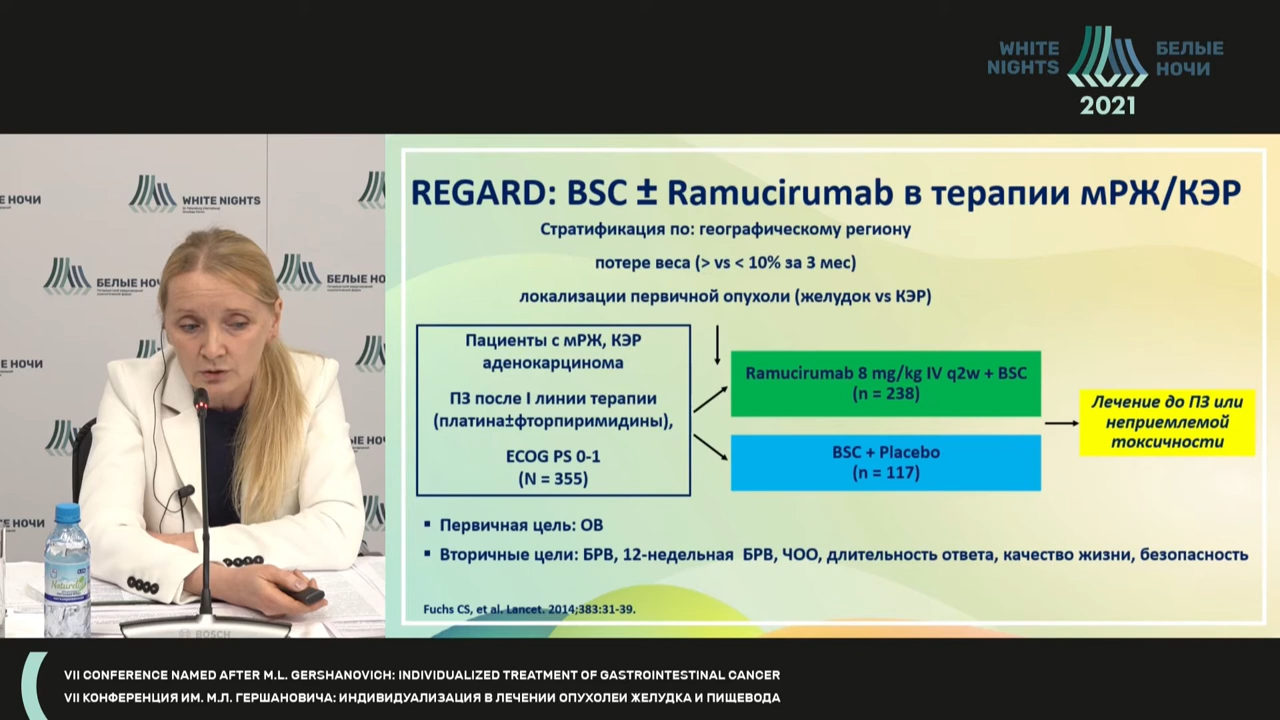 WHITE NIGHTS
БЕЛЫЕ НОЧИ
2021
НОЧИ
WHITE NIGHTS
БЕЛЫЕ НОЧИ
НОЧИ
НОЧИ
REGARD: BSC ± Ramucirumab в терапии мРЖ/КЭР
Стратификация по: географическому региону
потере веса (> vs < 10% за 3 мес)
локализации первичной опухоли (желудок vs КЭР)
Пациенты с мРЖ, КЭР
аденокарцинома
ПЗ после I линии терапии
(платина±фторпиримидины),
ECOG PS 0-1
(N = 355)
Ramucirumab 8 mg/kg IV q2w + BSC
(n = 238)
BSC + Placebo
(n = 117)
Лечение до ПЗ или
неприемлемой
токсичности
▪ Первичная цель: ОВ
▪ Вторичные цели: БРВ, 12-недельная БРВ, ЧОО, длительность ответа, качество жизни, безопасность
Fuchs CS, et al. Lancet. 2014;383:31-39.
BOSCH
VII CONFERENCE NAMED AFTER M.L. GERSHANOVICH: INDIVIDUALIZED TREATMENT OF GASTROINTESTINAL CANCER
VII КОНФЕРЕНЦИЯ ИМ. М.Л. ГЕРШАНОВИЧА: ИНДИВИДУАЛИЗАЦИЯ В ЛЕЧЕНИИ ОПУХОЛЕИ ЖЕЛУДКА И ПИЩЕВОДА